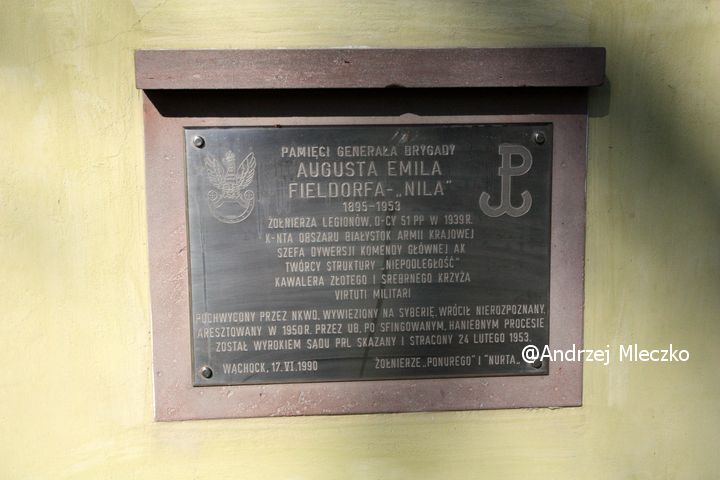 PAMIĘCI GENERAŁA BRYGADY
AUGUSTA EMILA
FIELDORFA-„NILA"
1895-1953
ŻOŁNIERZA LEGIONÓW, D-CY 51 PP W 1939 R.
K-NTA OBSZARU BIAŁYSTOK ARMII KRAJOWEJ
SZEFA DYWERSJI KOMENDY GŁÓWNEJ AK
TWÓRCY STRUKTURY „NIEPODLEGŁOŚĆ"
KAWALERA ZŁOTEGO I SREBRNEGO KRZYŻA
VIRTUTI MILITARI
POCHWYCONY PRZEZ NKWD, WYWIEZIONY NA SYBERIĘ, WRÓCIŁ NIEROZPOZNANY.
ARESZTOWANY W 1950 R. PRZEZ UB, PO SFINGOWANYM, HANIEBNYM PROCESIE
ZOSTAŁ WYROKIEM SĄDU PRL SKAZANY I STRACONY 24 LUTEGO 1953.
WĄCHOCK, 17.VI.1990 ŻOŁNIERZE „PONUREGO" I "NURTA„
P
@Andrzej Mleczko